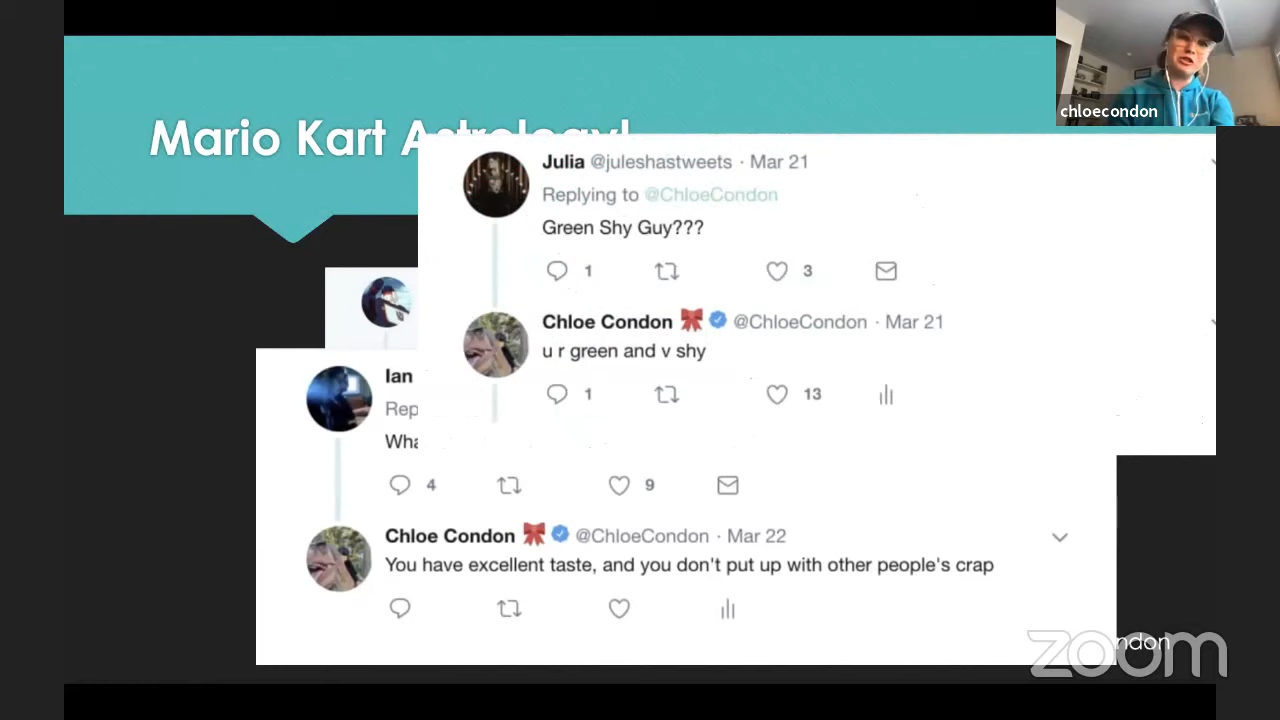 chloecondon
Mario Kart Astrology!
Julia @juleshastweets · Mar 21
Replying to @ChloeCondon
Green Shy Guy???
1 3
Chloe Condon @ChloeCondon · Mar 21
u r green and v shy
1 13
Ian
Rep
Wha
4 9
Chloe Condon @ChloeCondon · Mar 22
You have excellent taste, and you don't put up with other people's crap
ndon
zoom